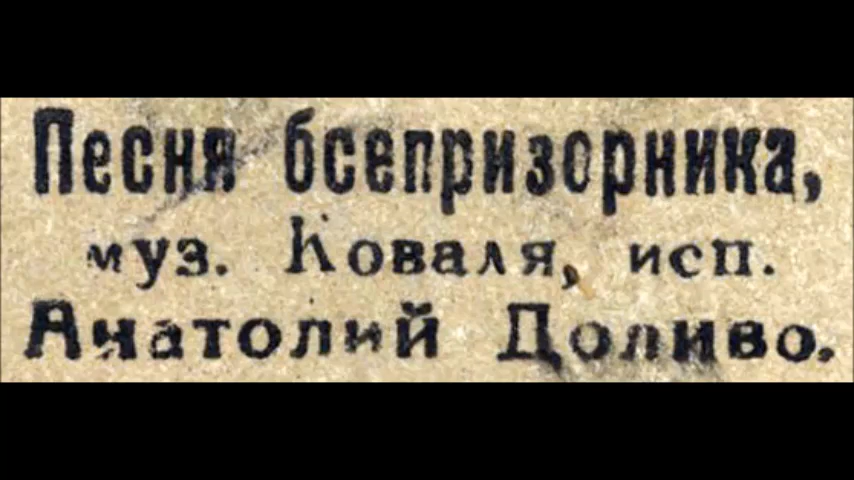 Песня бсепризорника,
муз. Коваля, исп.
Анатолий Доливо.